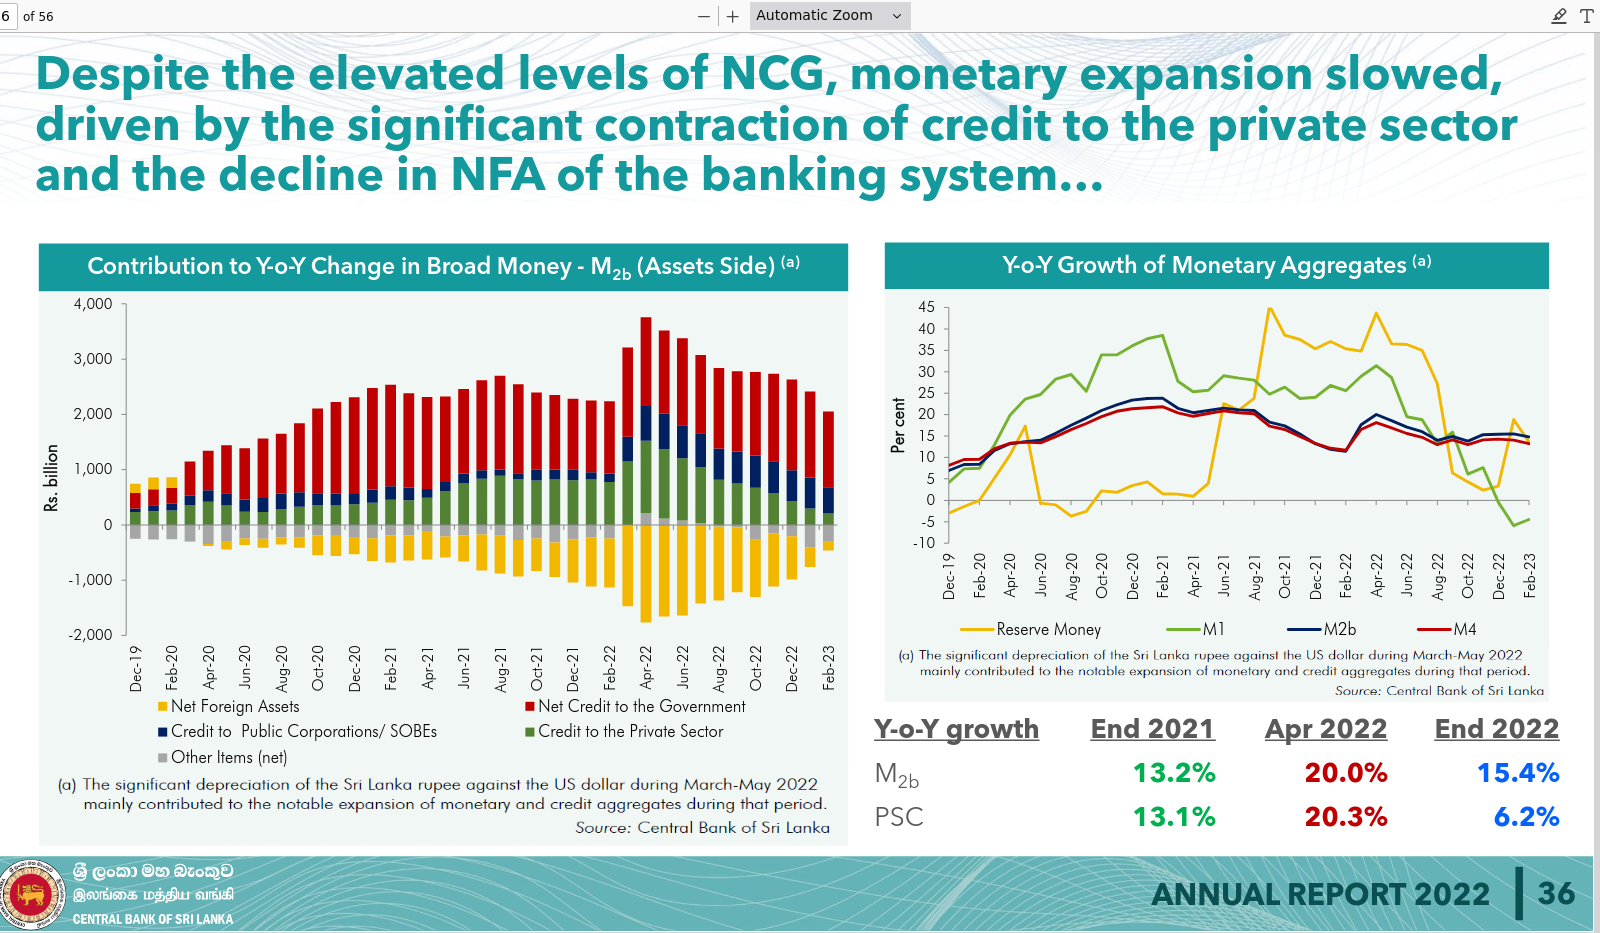 6 of 56
Automatic Zoom
Despite the elevated levels of NCG, monetary expansion slowed,
driven by the significant contraction of credit to the private sector
and the decline in NFA of the banking system...
Contribution to Y-o-Y Change in Broad Money - M2b (Assets Side) (a)
4,000
3,000
2,000
1,000
0
-1,000
-2,000
Rs. billion
Dec-19
Feb-20
Apr-20
Jun-20
Aug-20
Oct-20
Dec-20
Feb-21
Apr-21
Jun-21
Aug-21
Oct-21
Dec-21
Feb-22
Apr-22
Jun-22
Aug-22
Oct-22
Dec-22
Feb-23
Net Foreign Assets
Net Credit to the Government
Credit to Public Corporations/ SOBEs
Credit to the Private Sector
Other Items (net)
(a) The significant depreciation of the Sri Lanka rupee against the US dollar during March-May 2022
mainly contributed to the notable expansion of monetary and credit aggregates during that period.
Source: Central Bank of Sri Lanka
Y-o-Y Growth of Monetary Aggregates (a)
45
40
35
30
25
20
15
10
5
0
-5
-10
Per cent
Dec-19
Feb-20
Apr-20
Jun-20
Aug-20
Oct-20
Dec-20
Feb-21
Apr-21
Jun-21
Aug-21
Oct-21
Dec-21
Feb-22
Apr-22
Jun-22
Aug-22
Oct-22
Dec-22
Feb-23
Reserve Money
M1
M2b
M4
(a) The significant depreciation of the Sri Lanka rupee against the US dollar during March-May 2022
mainly contributed to the notable expansion of monetary and credit aggregates during that period.
Source: Central Bank of Sri Lanka
Y-o-Y growth End 2021 Apr 2022 End 2022
M2b 13.2% 20.0% 15.4%
PSC 13.1% 20.3% 6.2%
ශ්‍රී ලංකා මහ බැංකුව
இலங்கை மத்திய வங்கி
CENTRAL BANK OF SRI LANKA
ANNUAL REPORT 2022
36